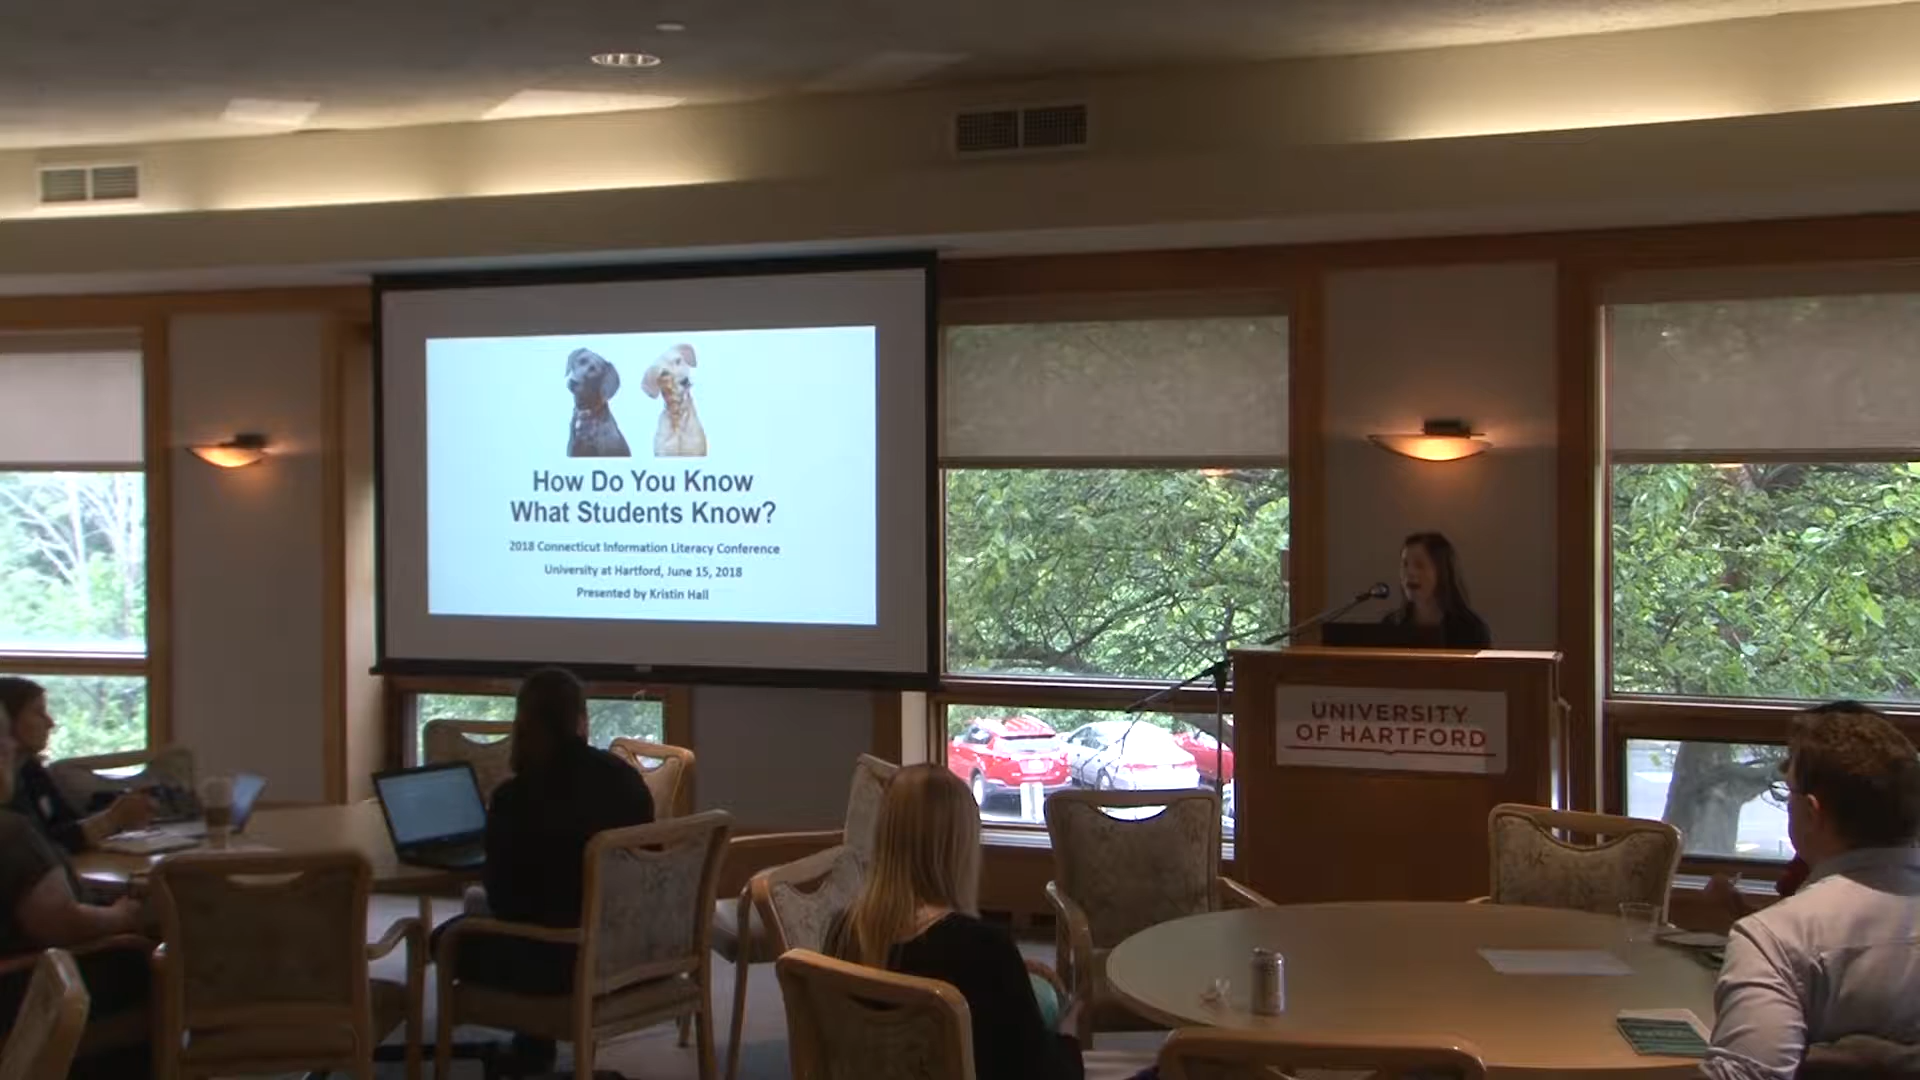 How Do You Know
What Students Know?
2018 Connecticut Information Literacy Conference
University at Hartford, June 15, 2018
Presented by Kristin Hall
UNIVERSITY
OF HARTFORD